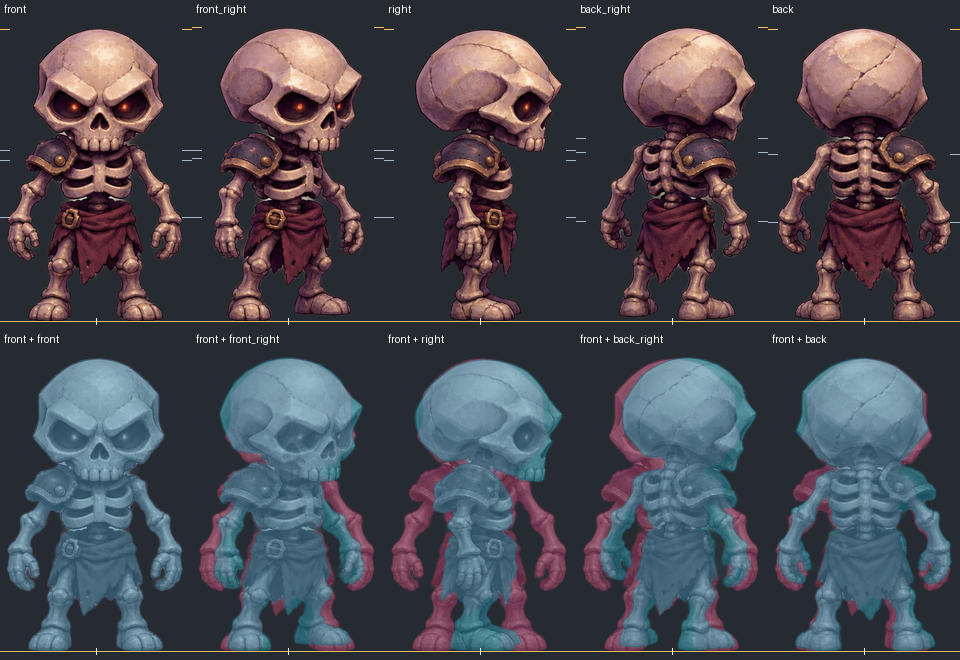 front
front_right
right
back_right
back
front + front
front + front_right
front + right
front + back_right
front + back